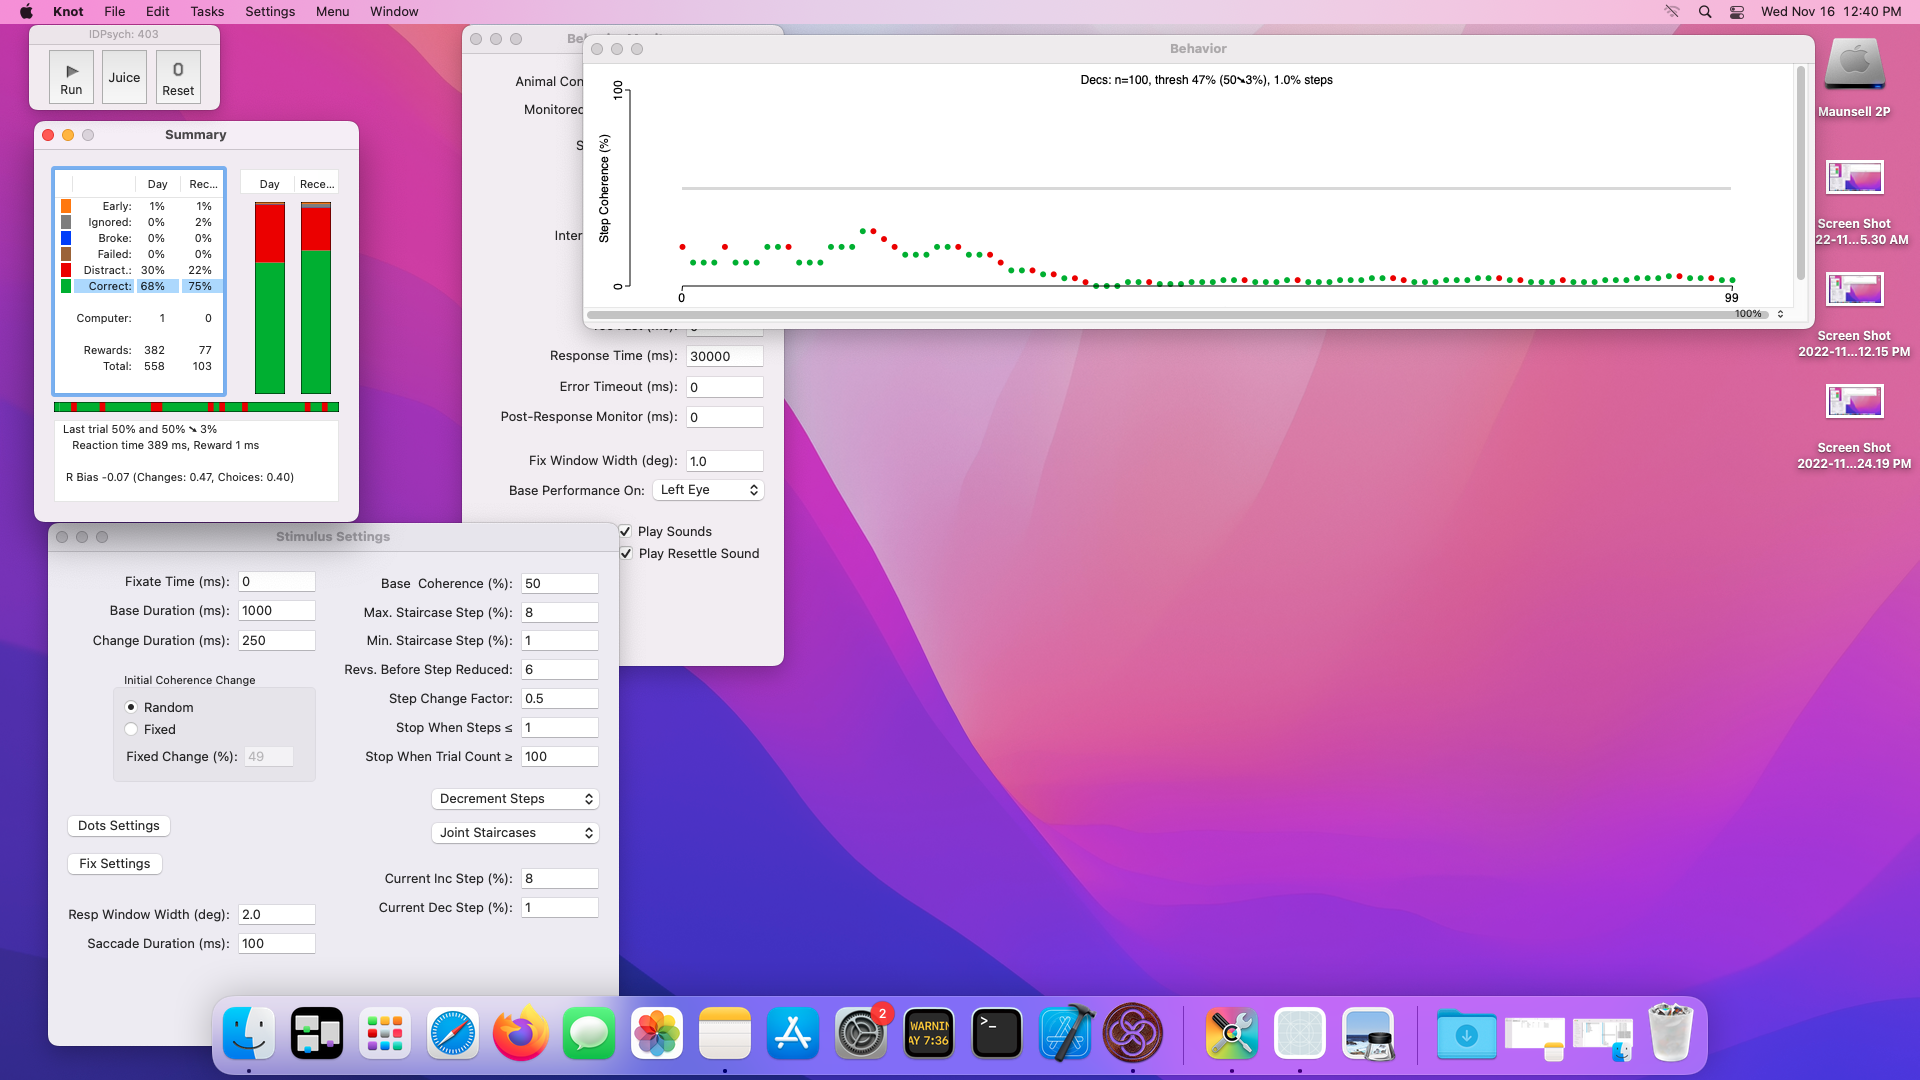 Knot File Edit Tasks Settings Menu Window
Wed Nov 16 12:40 PM
IDPsych: 403
Run
Juice
0
Reset
Summary
Day Rec...
Early: 1% 1%
Ignored: 0% 2%
Broke: 0% 0%
Failed: 0% 0%
Distract.: 30% 22%
Correct: 68% 75%
Computer: 1 0
Rewards: 382 77
Total: 558 103
Day Rece...
Last trial 50% and 50% ➘ 3%
Reaction time 389 ms, Reward 1 ms
R Bias -0.07 (Changes: 0.47, Choices: 0.40)
Animal Con
Monitored
S
Inter
Response Time (ms): 30000
Error Timeout (ms): 0
Post-Response Monitor (ms): 0
Fix Window Width (deg): 1.0
Base Performance On: Left Eye
Play Sounds
Play Resettle Sound
Behavior
Decs: n=100, thresh 47% (50➘3%), 1.0% steps
Step Coherence (%)
100
0
0
99
100%
Stimulus Settings
Fixate Time (ms): 0
Base Duration (ms): 1000
Change Duration (ms): 250
Initial Coherence Change
Random
Fixed
Fixed Change (%): 49
Dots Settings
Fix Settings
Resp Window Width (deg): 2.0
Saccade Duration (ms): 100
Base Coherence (%): 50
Max. Staircase Step (%): 8
Min. Staircase Step (%): 1
Revs. Before Step Reduced: 6
Step Change Factor: 0.5
Stop When Steps ≤ 1
Stop When Trial Count ≥ 100
Decrement Steps
Joint Staircases
Current Inc Step (%): 8
Current Dec Step (%): 1
Maunsell 2P
Screen Shot
22-11...5.30 AM
Screen Shot
2022-11...12.15 PM
Screen Shot
2022-11...24.19 PM
2
WARNIN
AY 7:36
>_